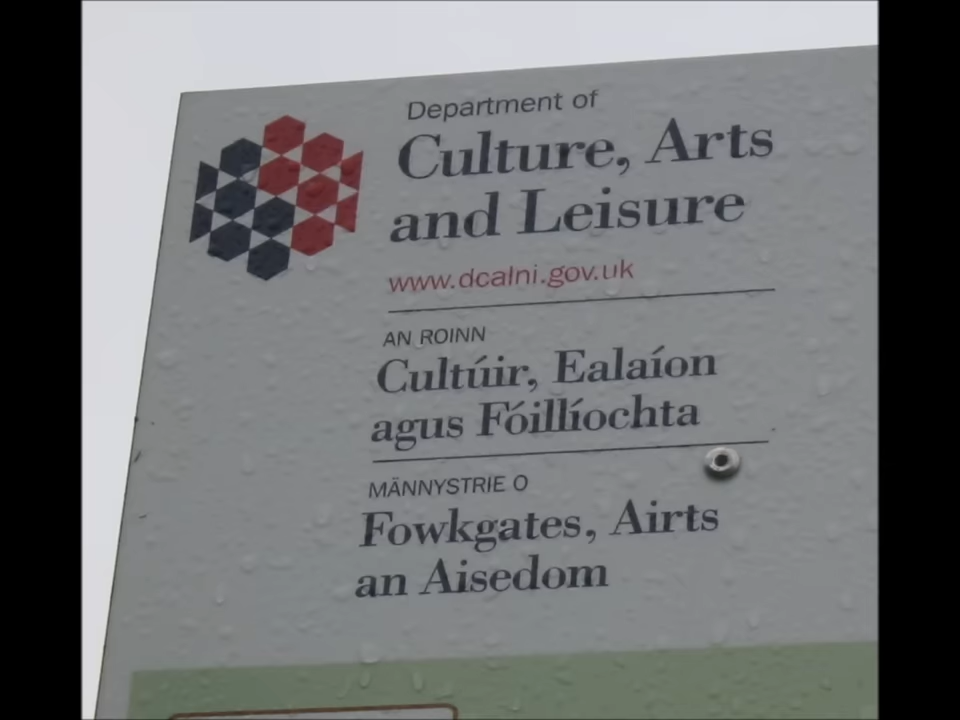 Department of
Culture, Arts
and Leisure
www.dcalni.gov.uk
AN ROINN
Cultúir, Ealaíon
agus Fóillíochta
MÄNNYSTRIE O
Fowkgates, Airts
an Aisedom